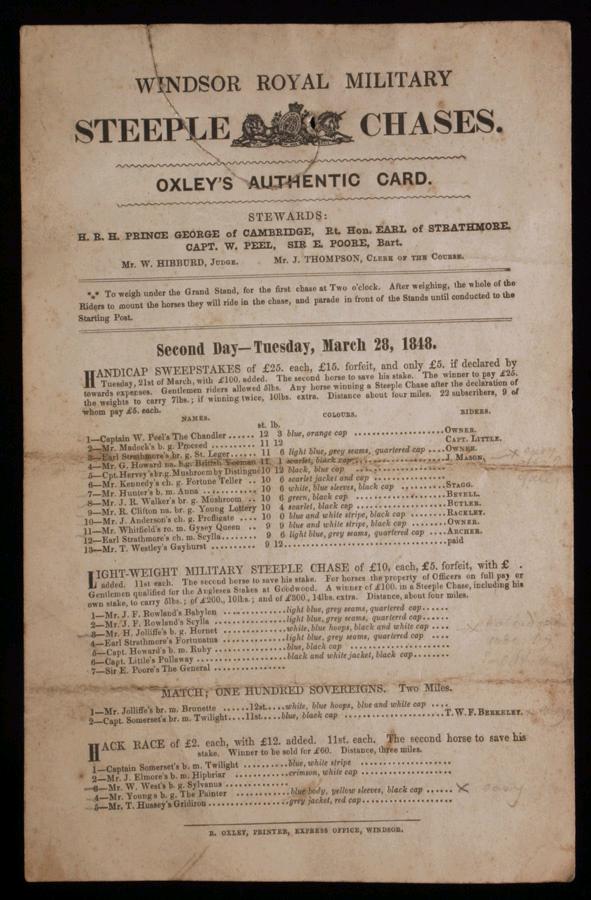 WINDSOR ROYAL MILITARY
STEEPLE CHASES.
OXLEY'S AUTHENTIC CARD.
STEWARDS:
H. R. H. PRINCE GEORGE of CAMBRIDGE, Rt. Hon. EARL of STRATHMORE.
CAPT. W. PEEL, SIR E. POORE, Bart.
Mr. W. HIBBURD, JUDGE. Mr. J. THOMPSON, CLERK OF THE COURSE.
*** To weigh under the Grand Stand, for the first chase at Two o'clock. After weighing, the whole of the
Riders to mount the horses they will ride in the chase, and parade in front of the Stands until conducted to the
Starting Post.
Second Day—Tuesday, March 28, 1848.
HANDICAP SWEEPSTAKES of £25. each, £15. forfeit, and only £5. if declared by
Tuesday, 21st of March, with £100. added. The second horse to save his stake. The winner to pay £25.
towards expenses. Gentlemen riders allowed 5lbs. Any horse winning a Steeple Chase after the declaration of
the weights to carry 7lbs.; if winning twice, 10lbs. extra. Distance about four miles. 22 subscribers, 9 of
whom pay £5. each.
NAMES. COLOURS. RIDERS.
st. lb.
1—Captain W. Peel's The Chandler ...... 12 3 blue, orange cap .................. OWNER.
2—Mr. Madock's b. g. Proceed .......... 11 12 CAPT. LITTLE.
3—Earl Strathmore's br. g. St. Leger...... 11 6 light blue, grey seams, quartered cap ....OWNER.
4—Mr. G. Howard na. b.g. British Yeoman 11 1 scarlet, black cap .................. J. MASON.
5—Cpt. Hervey's br.g. Mushroom by Distingue 10 12 black, blue cap
6—Mr. Kennedy's ch. g. Fortune Teller .. 10 6 scarlet jacket and cap
7—Mr. Hunter's b. m. Anna .......... 10 6 white, blue sleeves, black cap ........STAGG.
8—Mr. J. R. Walker's br. g. Mushroom .. 10 6 green, black cap ..................BEVELL.
9—Mr. R. Clifton na. br. g. Young Lottery 10 4 scarlet, black cap ..................BUTLER.
10—Mr. J. Anderson's ch. g. Profligate .... 10 0 blue and white stripe, black cap ........RACKLEY.
11—Mr. Whitfield's ro. m. Gypsy Queen .. 9 9 blue and white stripe, black cap ........OWNER.
12—Earl Strathmore's ch. m. Scylla........ 9 6 light blue, grey seams, quartered cap ....ARCHER.
13—Mr. T. Westley's Gayhurst .......... 9 12..................paid
LIGHT-WEIGHT MILITARY STEEPLE CHASE of £10, each, £5. forfeit, with £ .
added. 11st each. The second horse to save his stake. For horses the property of Officers on full pay or
Gentlemen qualified for the Anglesea Stakes at Goodwood. A winner of £100. in a Steeple Chase, including his
own stake, to carry 5lbs.; of £200., 10lbs.; and of £300., 14lbs. extra. Distance, about four miles.
1—Mr. J. F. Rowland's Babylon ..............light blue, grey seams, quartered cap......
2—Mr. J. F. Rowland's Scylla ..............light blue, grey seams, quartered cap......
3—Mr. H. Jolliffe's b. g. Hornet ..............white, blue hoops, black and white cap ....
4—Earl Strathmore's Fortunatus ..............light blue, grey seams, quartered cap ....
5—Capt. Howard's b. m. Ruby ..............blue, black cap ..................
6—Capt. Little's Pullaway ..................black and white jacket, black cap........
7—Sir E. Poore's The General ..............
MATCH; ONE HUNDRED SOVEREIGNS. Two Miles.
1—Mr. Jolliffe's br. m. Brunette ......12st.....white, blue hoops, blue and white cap ....
2—Capt. Somerset's br. m. Twilight....11st.....blue, black cap ..................T. W. F. BERKELEY.
HACK RACE of £2. each, with £12. added. 11st. each. The second horse to save his
stake. Winner to be sold for £60. Distance, three miles.
1—Captain Somerset's b. m. Twilight ..........blue, white stripe ..................
2—Mr. J. Elmore's b. m. Hipbriar ..........crimson, white cap ..................
3—Mr. W. West's b. g. Sylvanus ..............
4—Mr. Young's b. g. The Painter ..........blue body, yellow sleeves, black cap ...... x easy
5—Mr. T. Hussey's Gridiron ..................grey jacket, red cap..................
R. OXLEY, PRINTER, EXPRESS OFFICE, WINDSOR.